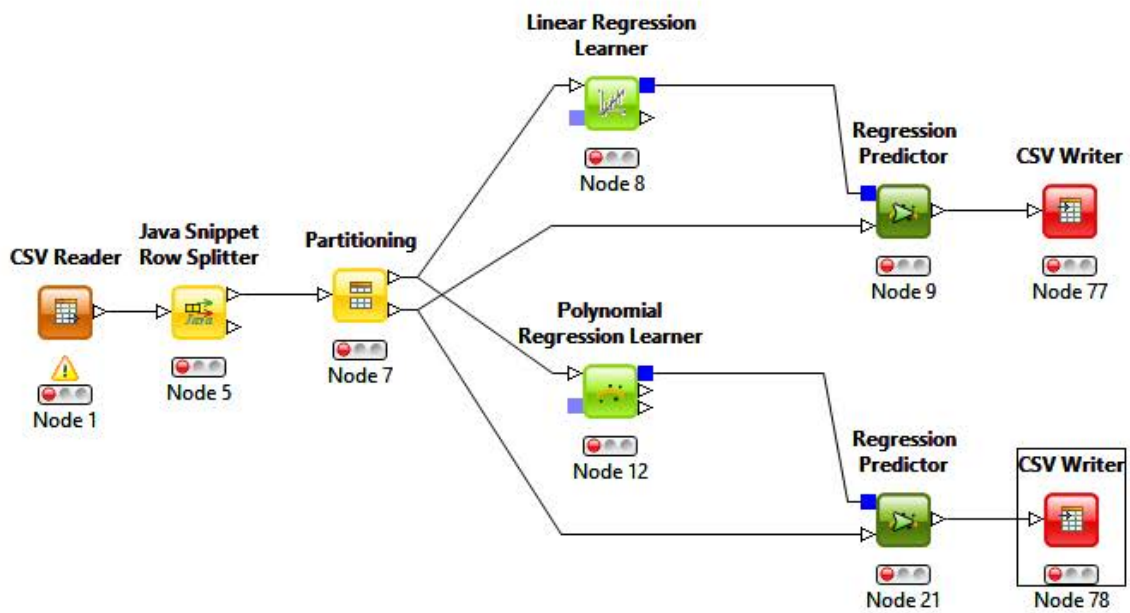 Linear Regression
Learner
Node 8
Regression
Predictor
Node 9
CSV Writer
Node 77
CSV Reader
Node 1
Java Snippet
Row Splitter
Java
Node 5
Partitioning
Node 7
Polynomial
Regression Learner
Node 12
Regression
Predictor
Node 21
CSV Writer
Node 78